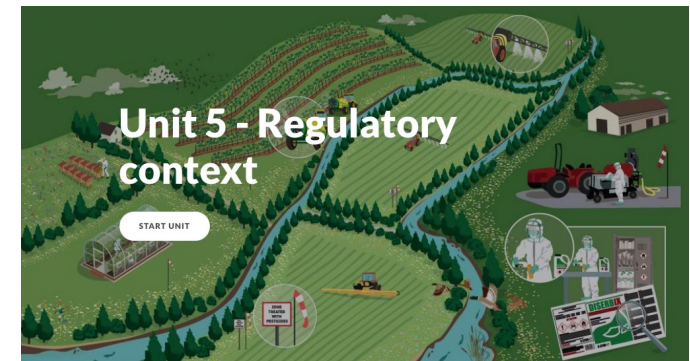 Unit 5 - Regulatory
context
START UNIT
ZONE
TREATED
WITH
PESTICIDES
DISERBIX